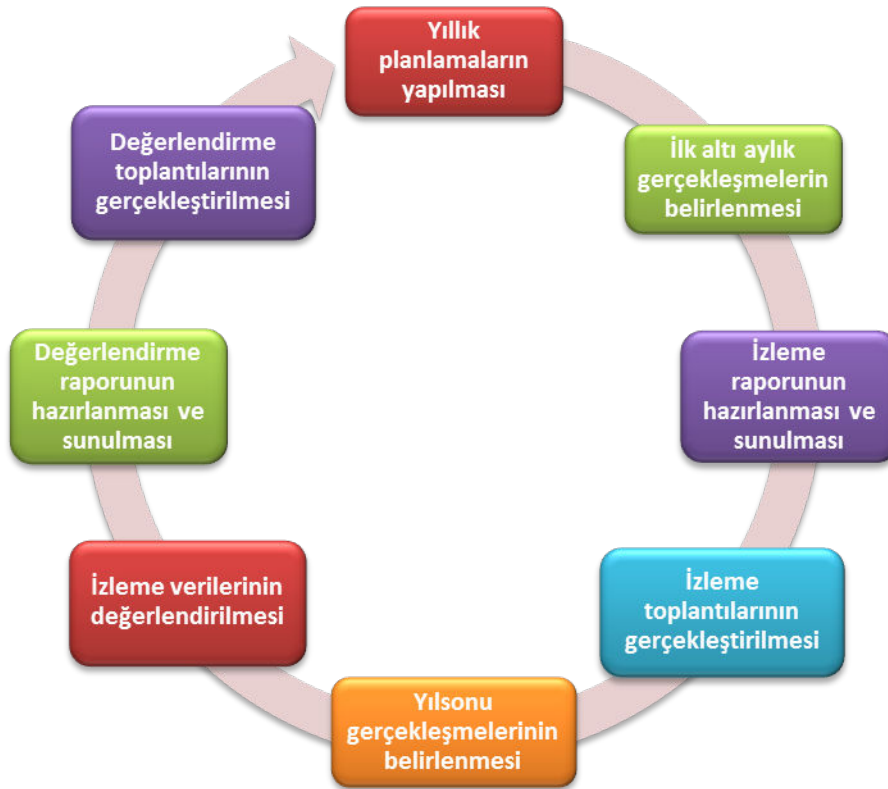 Yıllık
planlamaların
yapılması
İlk altı aylık
gerçekleşmelerin
belirlenmesi
İzleme
raporunun
hazırlanması ve
sunulması
İzleme
toplantılarının
gerçekleştirilmesi
Yılsonu
gerçekleşmelerinin
belirlenmesi
İzleme verilerinin
değerlendirilmesi
Değerlendirme
raporunun
hazırlanması ve
sunulması
Değerlendirme
toplantılarının
gerçekleştirilmesi